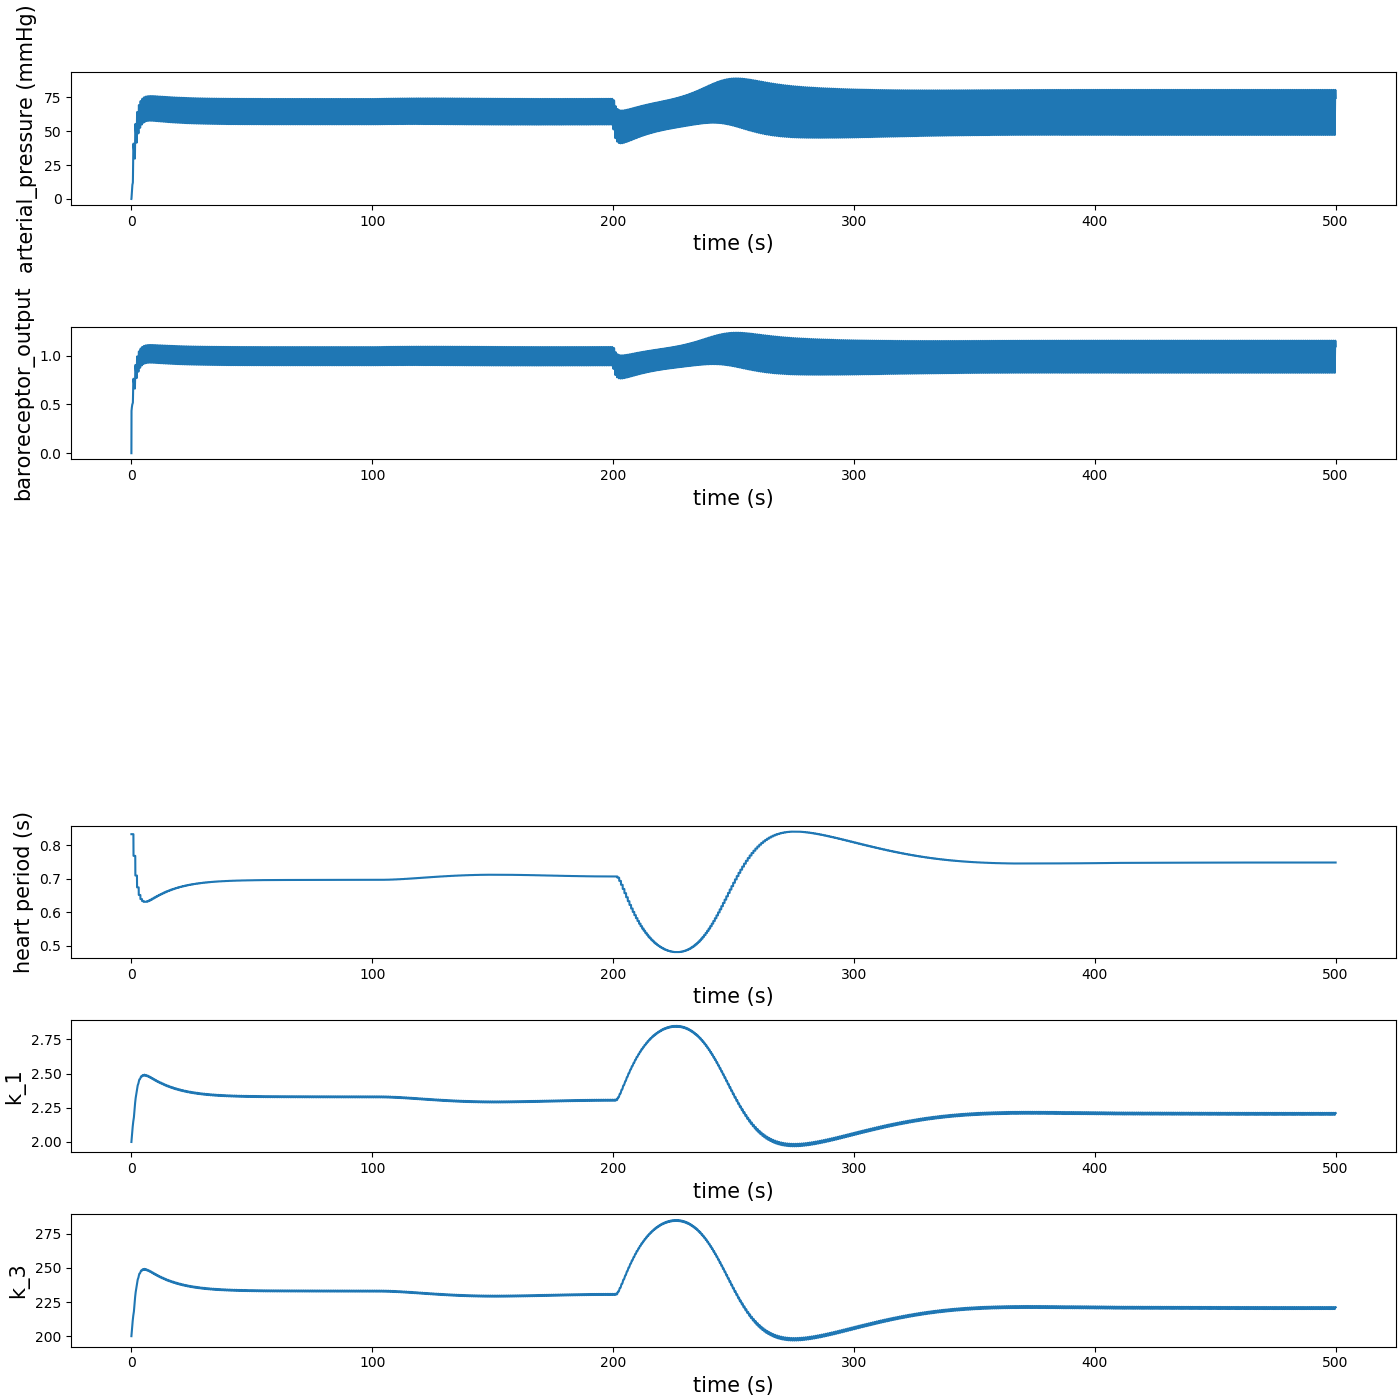 arterial_pressure (mmHg)
75
50
25
0
0 100 200 300 400 500
time (s)
baroreceptor_output
1.0
0.5
0.0
0 100 200 300 400 500
time (s)
heart period (s)
0.8
0.7
0.6
0.5
0 100 200 300 400 500
time (s)
k_1
2.75
2.50
2.25
2.00
0 100 200 300 400 500
time (s)
k_3
275
250
225
200
0 100 200 300 400 500
time (s)